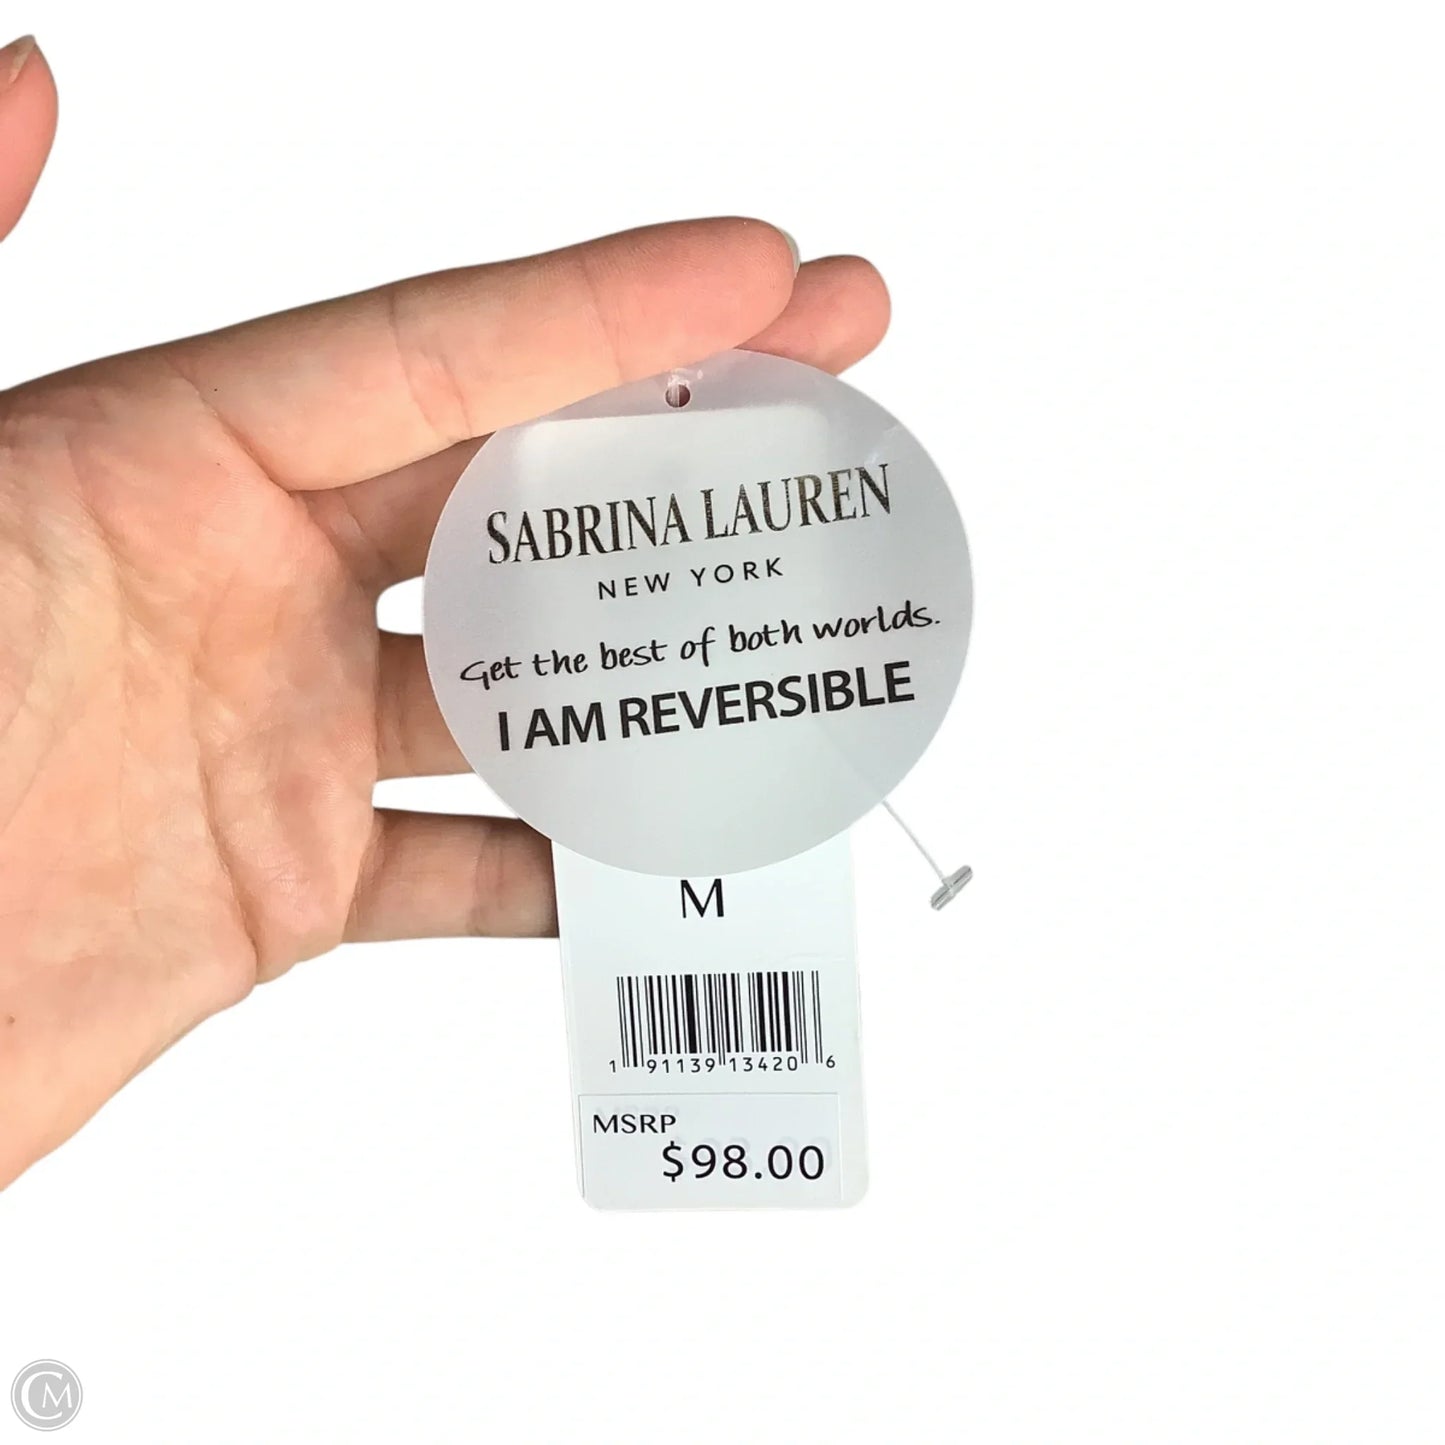 SABRINA LAUREN
NEW YORK
Get the best of both worlds.
I AM REVERSIBLE
M
1 91139 13420 6
MSRP
$98.00
CM